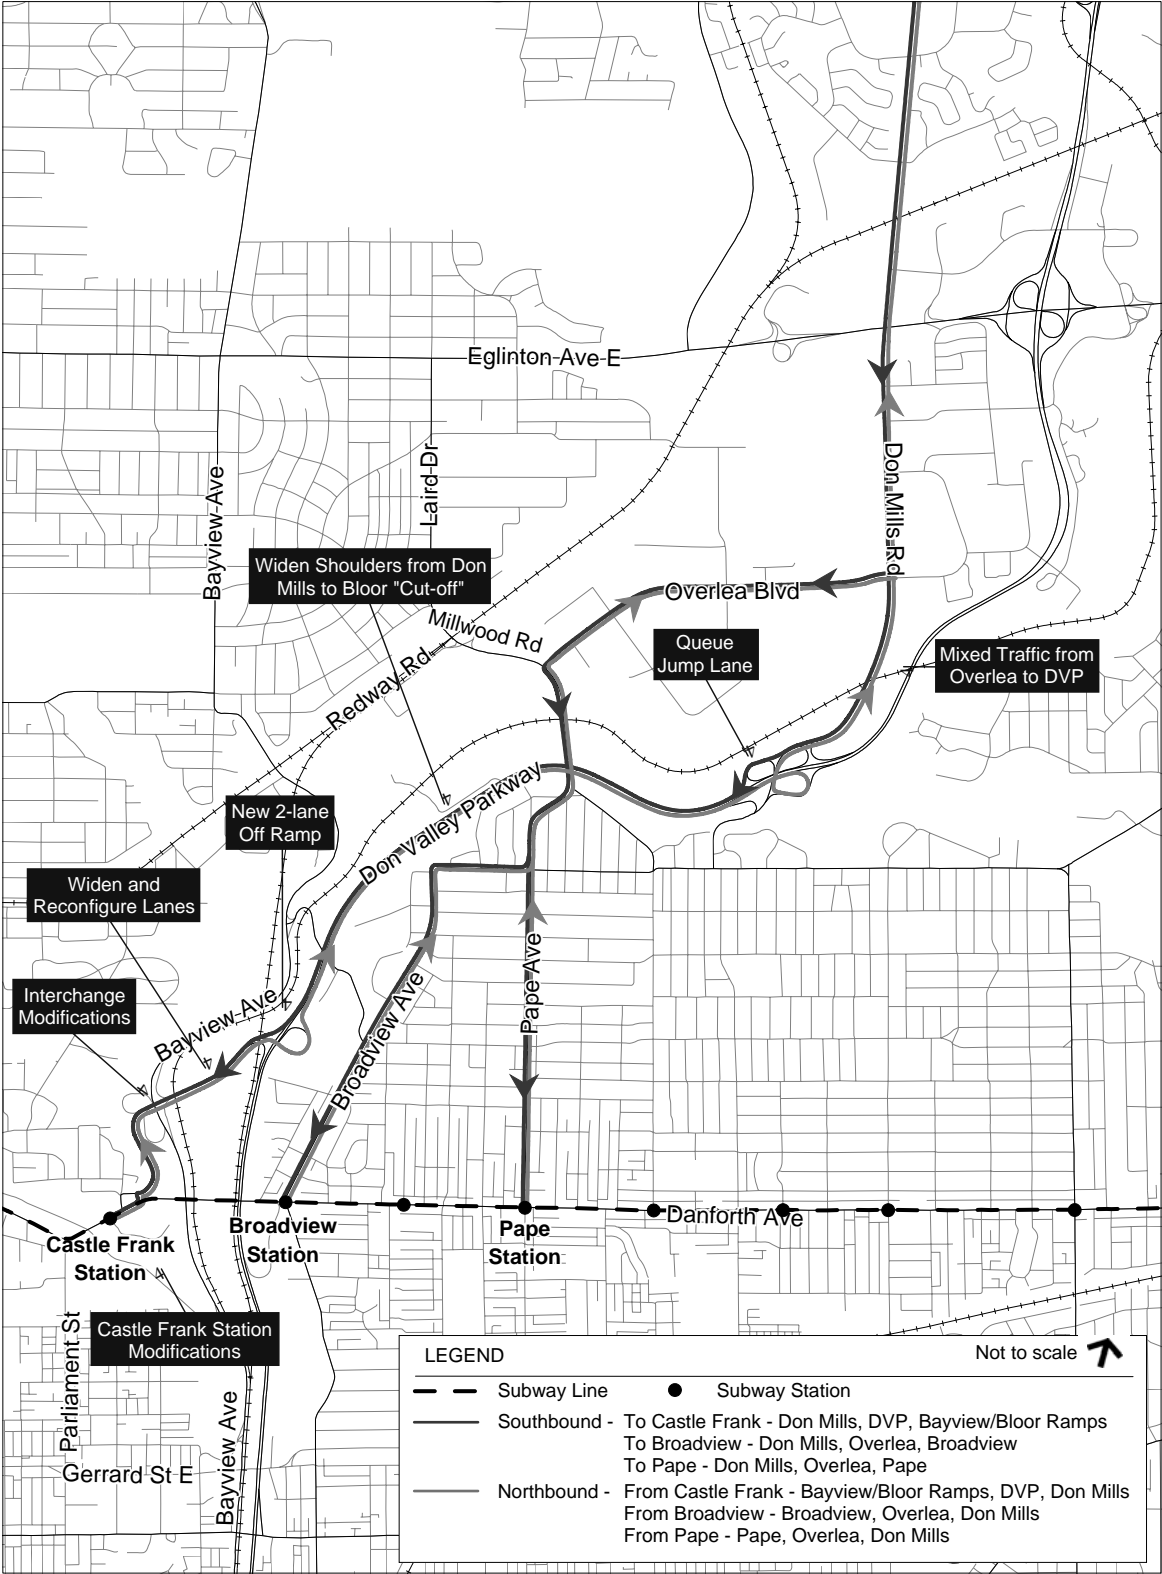 Eglinton Ave E
Bayview Ave
Laird Dr
Don Mills Rd
Widen Shoulders from Don
Mills to Bloor "Cut-off"
Overlea Blvd
Millwood Rd
Queue
Jump Lane
Mixed Traffic from
Overlea to DVP
Redway Rd
New 2-lane
Off Ramp
Don Valley Parkway
Widen and
Reconfigure Lanes
Interchange
Modifications
Bayview Ave
Broadview Ave
Pape Ave
Danforth Ave
Castle Frank
Station
Broadview
Station
Pape
Station
Castle Frank Station
Modifications
Parliament St
Bayview Ave
Gerrard St E
LEGEND
Not to scale
Subway Line
Subway Station
Southbound - To Castle Frank - Don Mills, DVP, Bayview/Bloor Ramps
To Broadview - Don Mills, Overlea, Broadview
To Pape - Don Mills, Overlea, Pape
Northbound - From Castle Frank - Bayview/Bloor Ramps, DVP, Don Mills
From Broadview - Broadview, Overlea, Don Mills
From Pape - Pape, Overlea, Don Mills